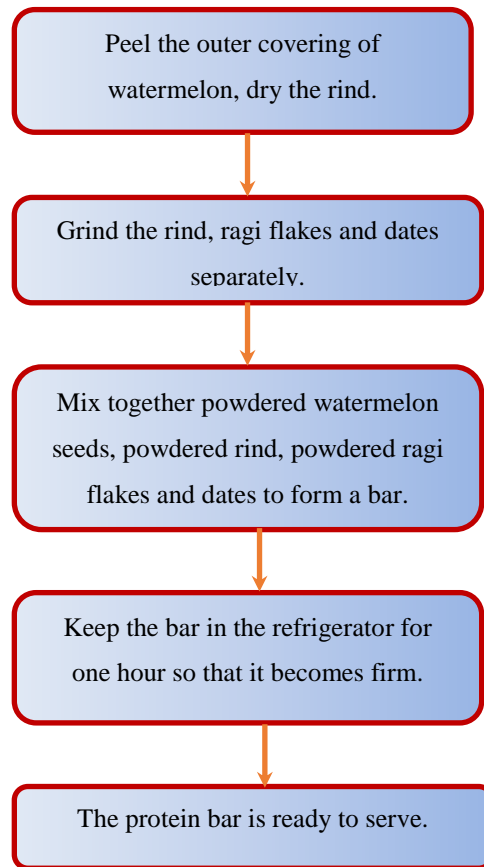 Peel the outer covering of
watermelon, dry the rind.
Grind the rind, ragi flakes and dates
separately.
Mix together powdered watermelon
seeds, powdered rind, powdered ragi
flakes and dates to form a bar.
Keep the bar in the refrigerator for
one hour so that it becomes firm.
The protein bar is ready to serve.